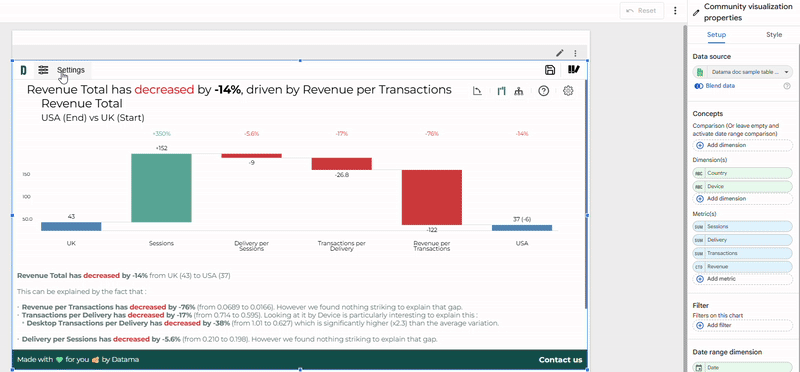 Reset
Community visualization
properties
Setup
Style
Settings
Data source
Datama doc sample table ...
Blend data
Revenue Total has decreased by -14%, driven by Revenue per Transactions
Revenue Total
USA (End) vs UK (Start)
Concepts
Comparison (Or leave empty and
activate date range comparison)
Add dimension
Dimension(s)
ABC Country
ABC Device
Add dimension
Metric(s)
SUM Sessions
SUM Delivery
SUM Transactions
CTD Revenue
Add metric
Filter
Filters on this chart
Add filter
Date range dimension
Date
+350% -5.6% -17% -76% -14%
+152 -9 -26.8 -122
150
100
50.0
43 37 (-6)
UK Sessions Delivery per Transactions per Revenue per USA
Sessions Delivery Transactions
Revenue Total has decreased by -14% from UK (43) to USA (37)
This can be explained by the fact that :
- Revenue per Transactions has decreased by -76% (from 0.0689 to 0.0166). However we found nothing striking to explain that gap.
- Transactions per Delivery has decreased by -17% (from 0.714 to 0.595). Looking at it by Device is particularly interesting to explain this :
- Desktop Transactions per Delivery has decreased by -38% (from 1.01 to 0.627) which is significantly higher (x2.3) than the average variation.
- Delivery per Sessions has decreased by -5.6% (from 0.210 to 0.198). However we found nothing striking to explain that gap.
Made with for you by Datama
Contact us